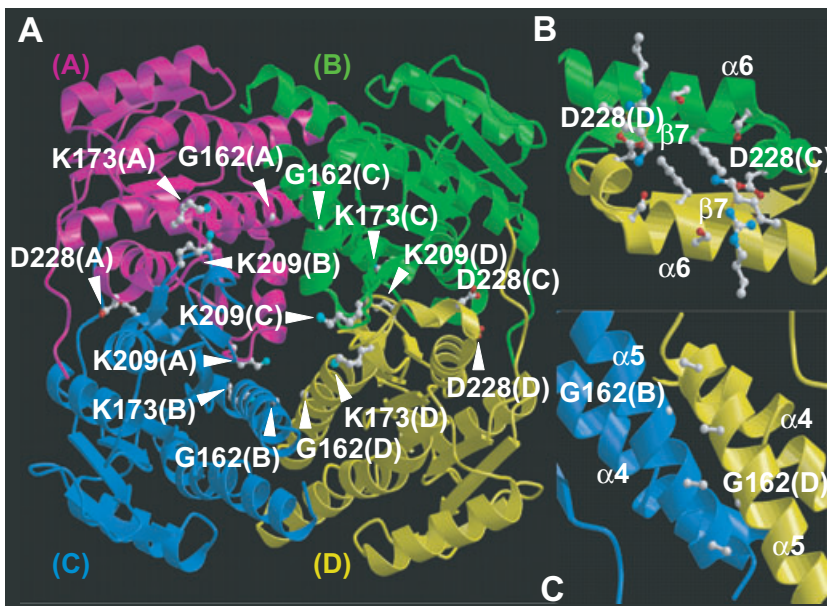 A
(A)
(B)
K173(A)
G162(A)
G162(C)
K173(C)
D228(A)
K209(B)
K209(D)
D228(C)
K209(C)
K209(A)
D228(D)
K173(B)
K173(D)
G162(B)
G162(D)
(C)
(D)
B
α6
D228(D)
β7
D228(C)
β7
α6
α5
G162(B)
α4
α4
G162(D)
α5
C